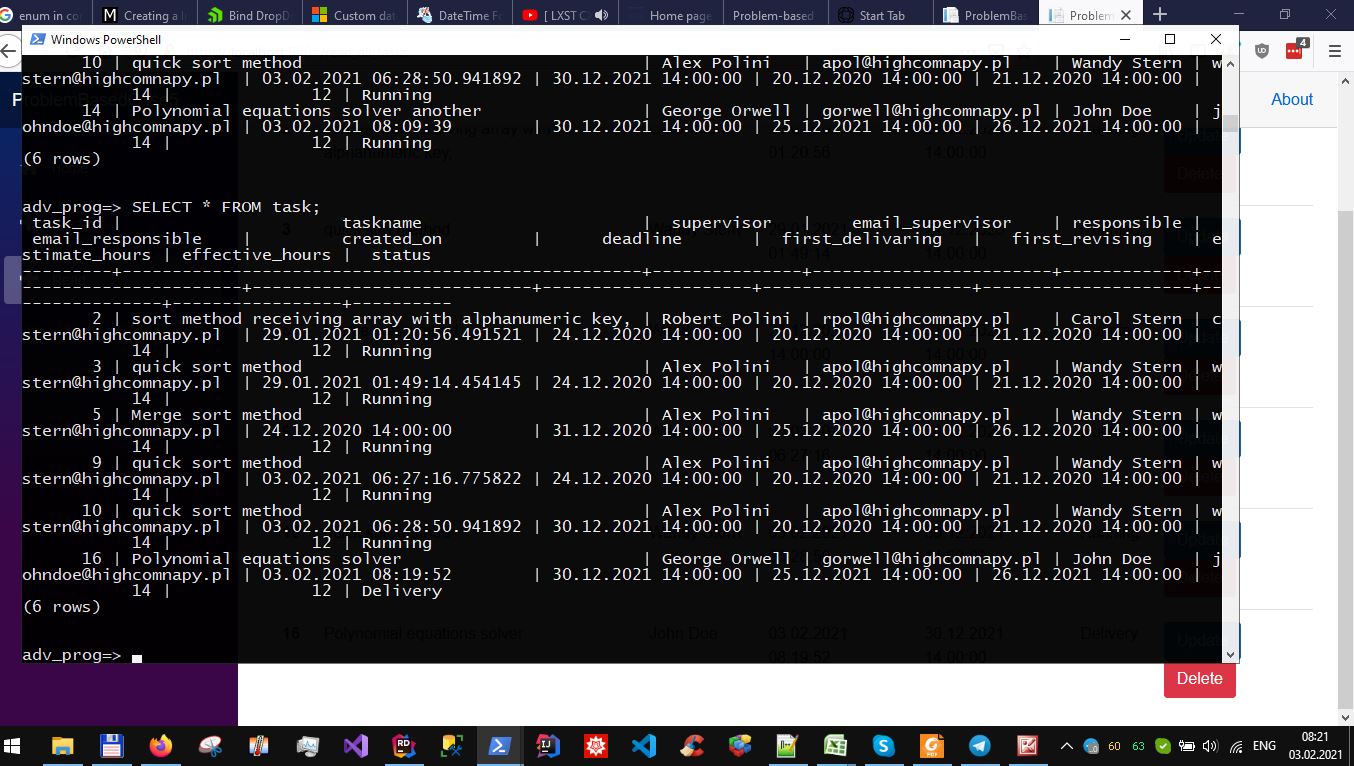 enum in co
Creating a li
Bind DropD
Custom dat
DateTime Fo
[ LXST C
Home page
Problem-based
Start Tab
ProblemBas
Problem
Windows PowerShell
4
About
10 | quick sort method | Alex Polini | apol@highcomnapy.pl | Wandy Stern | w
stern@highcomnapy.pl | 03.02.2021 06:28:50.941892 | 30.12.2021 14:00:00 | 20.12.2020 14:00:00 | 21.12.2020 14:00:00 |
14 | 12 | Running
14 | Polynomial equations solver another | George Orwell | gorwell@highcomnapy.pl | John Doe | j
ohndoe@highcomnapy.pl | 03.02.2021 08:09:39 | 30.12.2021 14:00:00 | 25.12.2021 14:00:00 | 26.12.2021 14:00:00 |
14 | 12 | Running
(6 rows)
adv_prog=> SELECT * FROM task;
task_id | taskname | supervisor | email_supervisor | responsible |
email_responsible | created_on | deadline | first_delivaring | first_revising | e
stimate_hours | effective_hours | status
2 | sort method receiving array with alphanumeric key, | Robert Polini | rpol@highcomnapy.pl | Carol Stern | c
stern@highcomnapy.pl | 29.01.2021 01:20:56.491521 | 24.12.2020 14:00:00 | 20.12.2020 14:00:00 | 21.12.2020 14:00:00 |
14 | 12 | Running
3 | quick sort method | Alex Polini | apol@highcomnapy.pl | Wandy Stern | w
stern@highcomnapy.pl | 29.01.2021 01:49:14.454145 | 24.12.2020 14:00:00 | 20.12.2020 14:00:00 | 21.12.2020 14:00:00 |
14 | 12 | Running
5 | Merge sort method | Alex Polini | apol@highcomnapy.pl | Wandy Stern | w
stern@highcomnapy.pl | 24.12.2020 14:00:00 | 31.12.2020 14:00:00 | 25.12.2020 14:00:00 | 26.12.2020 14:00:00 |
14 | 12 | Running
9 | quick sort method | Alex Polini | apol@highcomnapy.pl | Wandy Stern | w
stern@highcomnapy.pl | 03.02.2021 06:27:16.775822 | 24.12.2020 14:00:00 | 20.12.2020 14:00:00 | 21.12.2020 14:00:00 |
14 | 12 | Running
10 | quick sort method | Alex Polini | apol@highcomnapy.pl | Wandy Stern | w
stern@highcomnapy.pl | 03.02.2021 06:28:50.941892 | 30.12.2021 14:00:00 | 20.12.2020 14:00:00 | 21.12.2020 14:00:00 |
14 | 12 | Running
16 | Polynomial equations solver | George Orwell | gorwell@highcomnapy.pl | John Doe | j
ohndoe@highcomnapy.pl | 03.02.2021 08:19:52 | 30.12.2021 14:00:00 | 25.12.2021 14:00:00 | 26.12.2021 14:00:00 |
14 | 12 | Delivery
(6 rows)
16 Polynomial equations solver John Doe 03.02.2021 30.12.2021 Delivery Update
08:19:52 14:00:00
adv_prog=>
Delete
60 63 ENG 08:21
03.02.2021